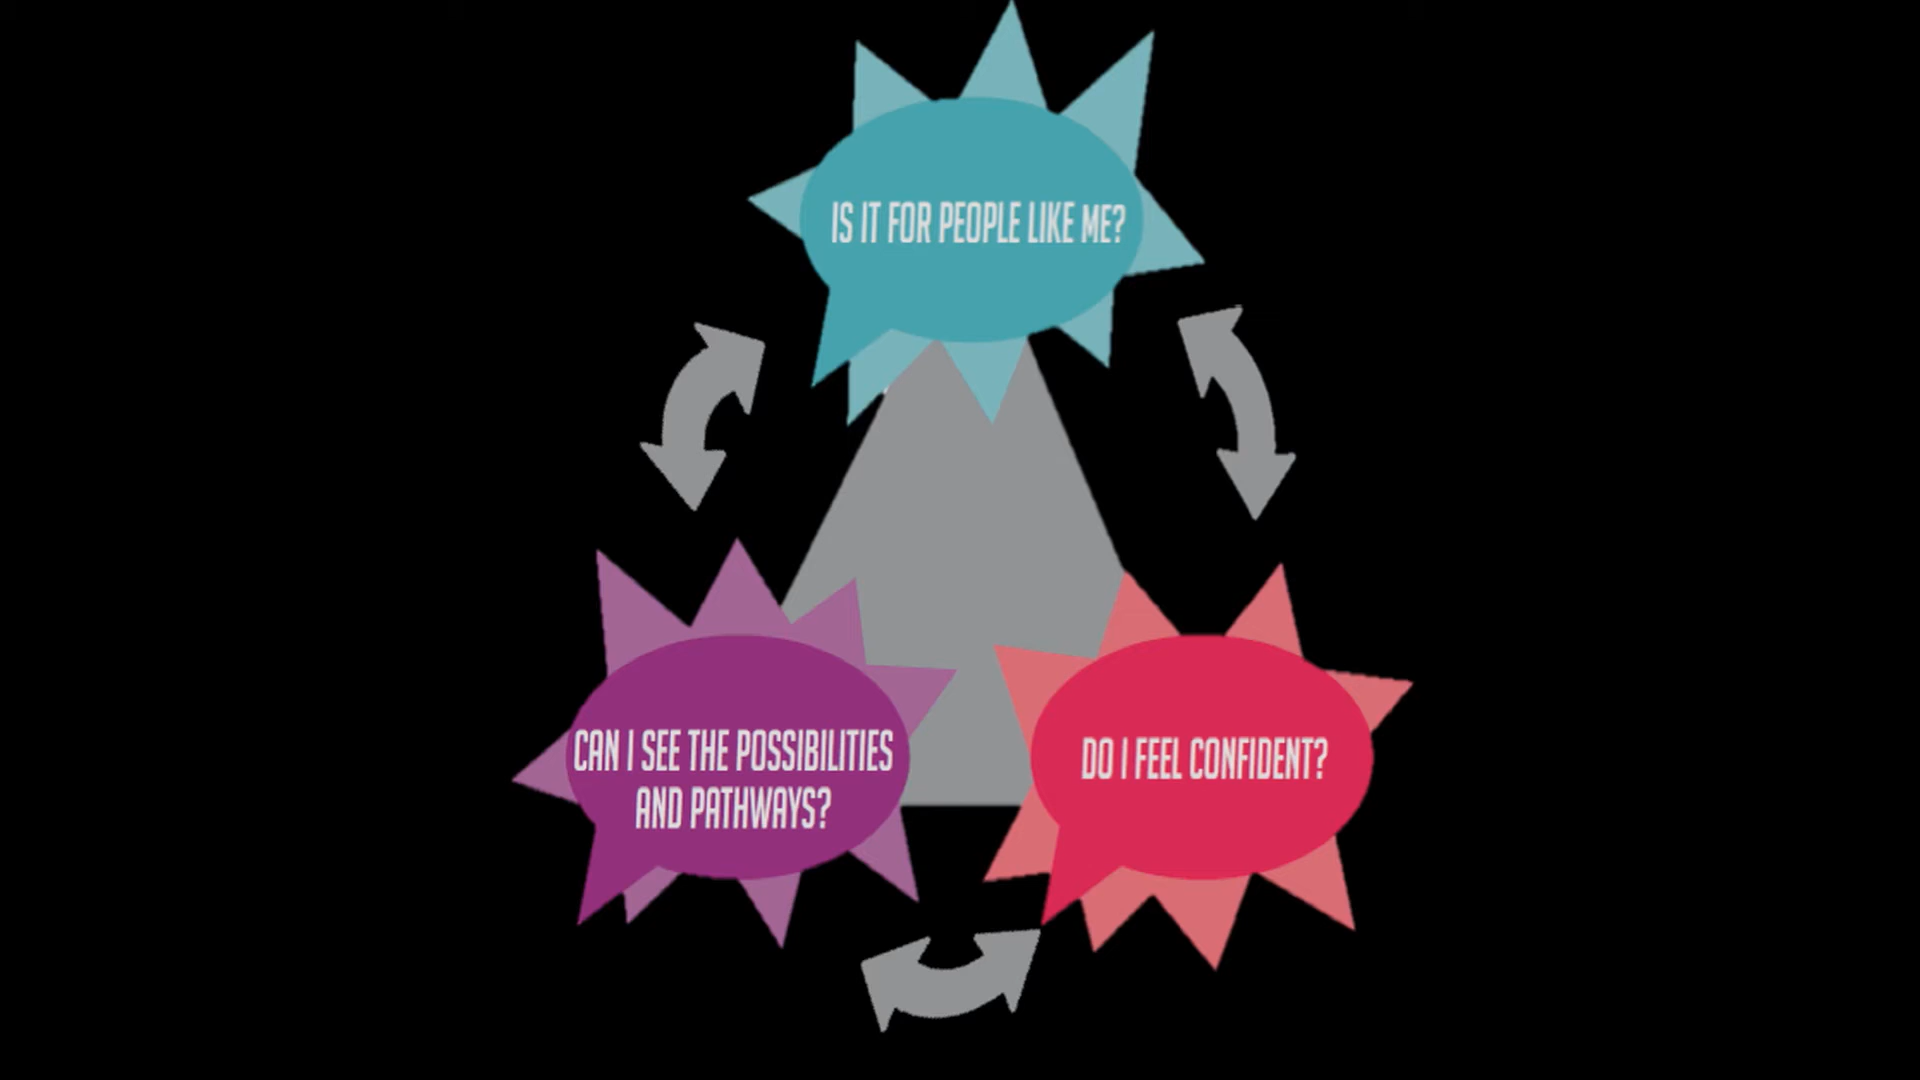 IS IT FOR PEOPLE LIKE ME?
CAN I SEE THE POSSIBILITIES
AND PATHWAYS?
DO I FEEL CONFIDENT?